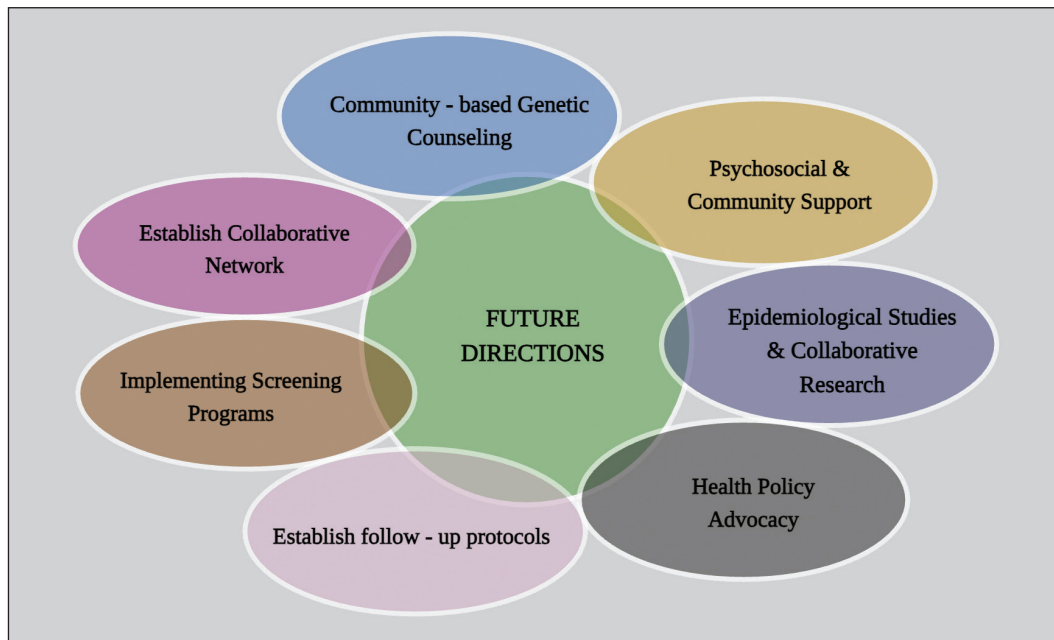 Community - based Genetic
Counseling
Psychosocial &
Community Support
Establish Collaborative
Network
FUTURE
DIRECTIONS
Epidemiological Studies
& Collaborative
Research
Implementing Screening
Programs
Health Policy
Advocacy
Establish follow - up protocols